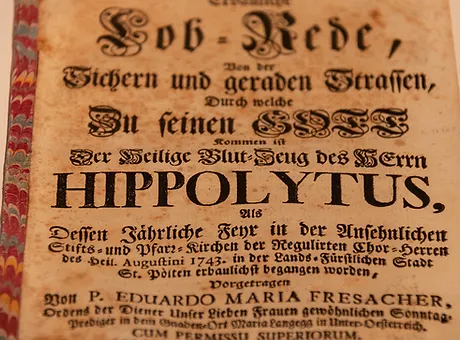 Erbauliche
Lob-Rede,
Von der
Sichern und geraden Strassen,
Durch welche
Zu seinen GOTT
Kommen ist
Der Heilige Blut-Zeug des HErrn
HIPPOLYTUS,
Als
Dessen Jährliche Feyr in der Ansehnlichen
Stifts- und Pfarr-Kirchen der Regulirten Chor-Herren
des Heil. Augustini 1743. in der Lands-Fürstlichen Stadt
St. Pölten erbaulichst begangen worden,
Vorgetragen
Von P. EDUARDO MARIA FRESACHER,
Ordens der Diener Unser Lieben Frauen gewöhnlichen Sonntag-
Prediger in dem Gnaden-Ort Maria Langegg in Unter-Oesterreich.
CUM PERMISSU SUPERIORUM.